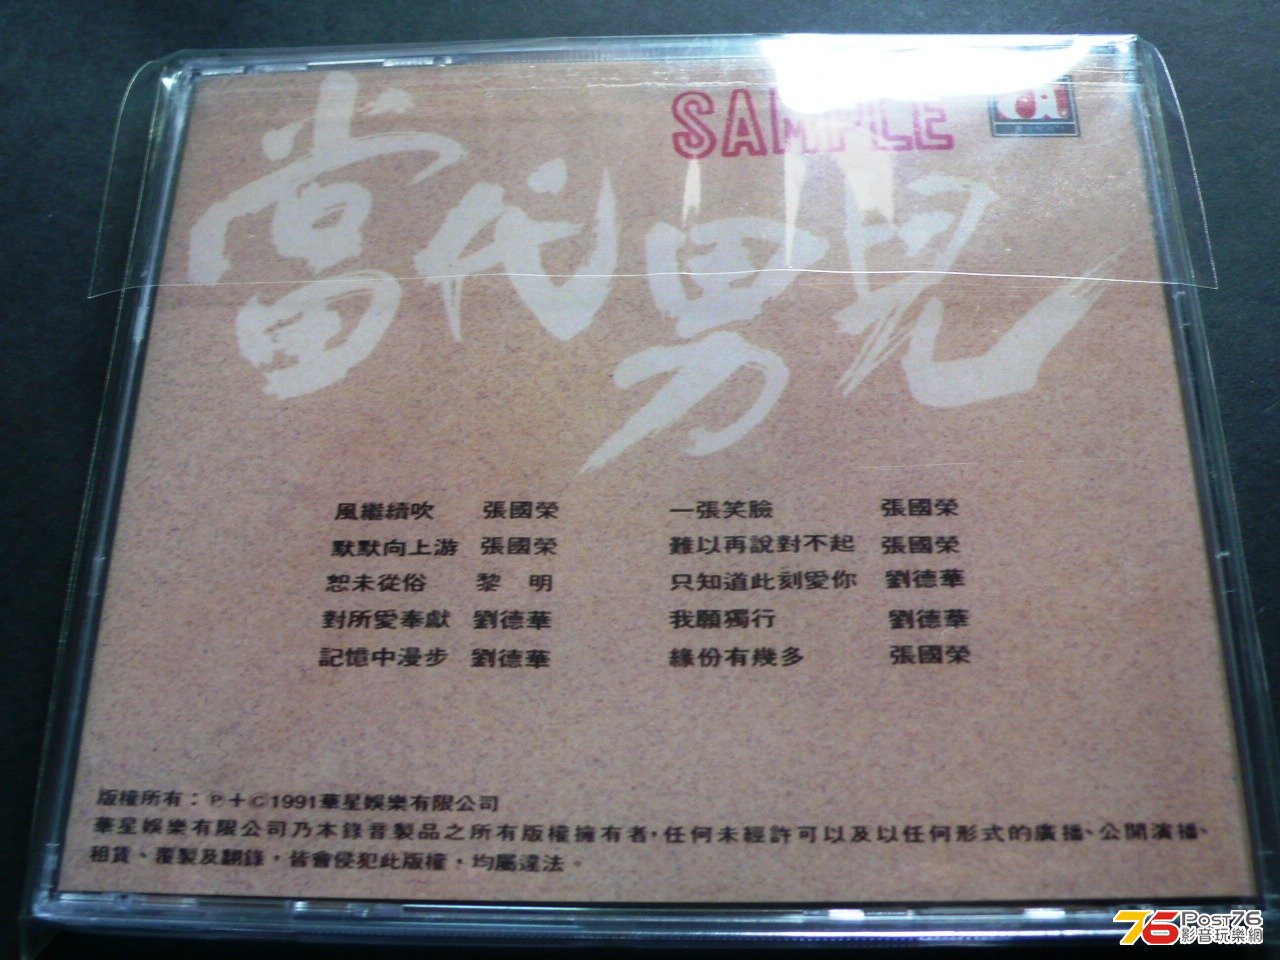 SAMPLE
當代男兒
風繼續吹 張國榮 一張笑臉 張國榮
默默向上游 張國榮 難以再說對不起 張國榮
恕未從俗 黎 明 只知道此刻愛你 劉德華
對所愛奉獻 劉德華 我願獨行 劉德華
記憶中漫步 劉德華 緣份有幾多 張國榮
版權所有：P+C1991華星娛樂有限公司
華星娛樂有限公司乃本錄音製品之所有版權擁有者，任何未經許可以及以任何形式的廣播、公開演播、
租賃、覆製及翻錄，皆會侵犯此版權，均屬違法。
76 POST76
影音玩樂網